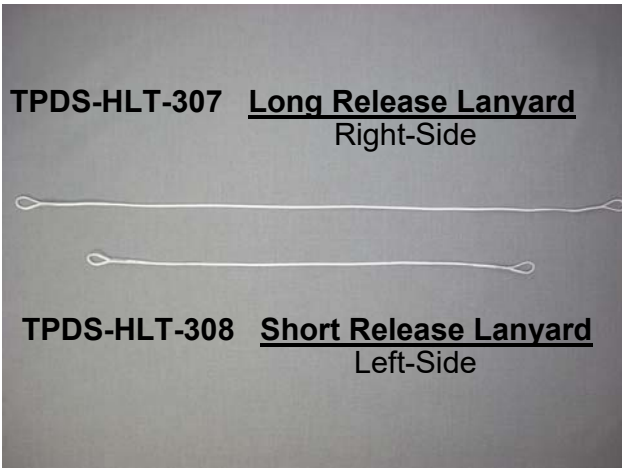 TPDS-HLT-307 Long Release Lanyard
Right-Side
TPDS-HLT-308 Short Release Lanyard
Left-Side